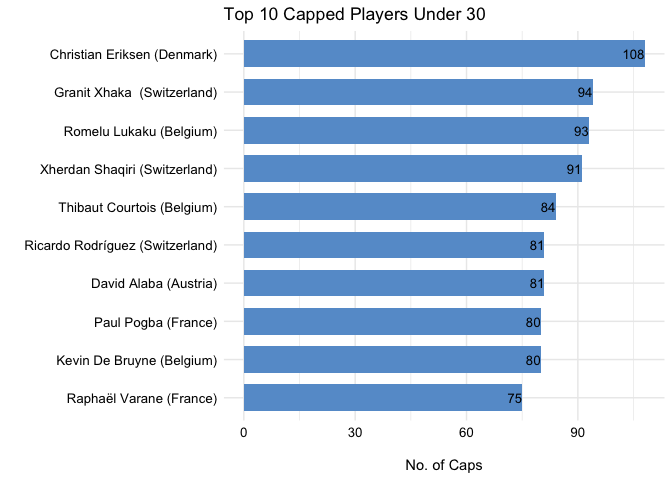 Top 10 Capped Players Under 30
Christian Eriksen (Denmark) 108
Granit Xhaka  (Switzerland) 94
Romelu Lukaku (Belgium) 93
Xherdan Shaqiri (Switzerland) 91
Thibaut Courtois (Belgium) 84
Ricardo Rodríguez (Switzerland) 81
David Alaba (Austria) 81
Paul Pogba (France) 80
Kevin De Bruyne (Belgium) 80
Raphaël Varane (France) 75
0 30 60 90
No. of Caps